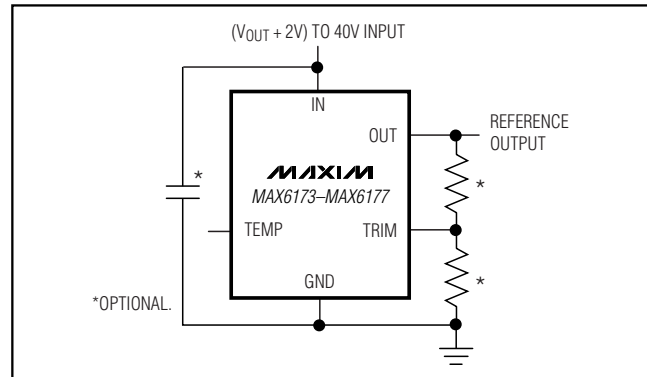 (VOUT + 2V) TO 40V INPUT
IN
OUT
REFERENCE
OUTPUT
*
MAXIM
MAX6173–MAX6177
*
TEMP
TRIM
*
GND
*OPTIONAL.